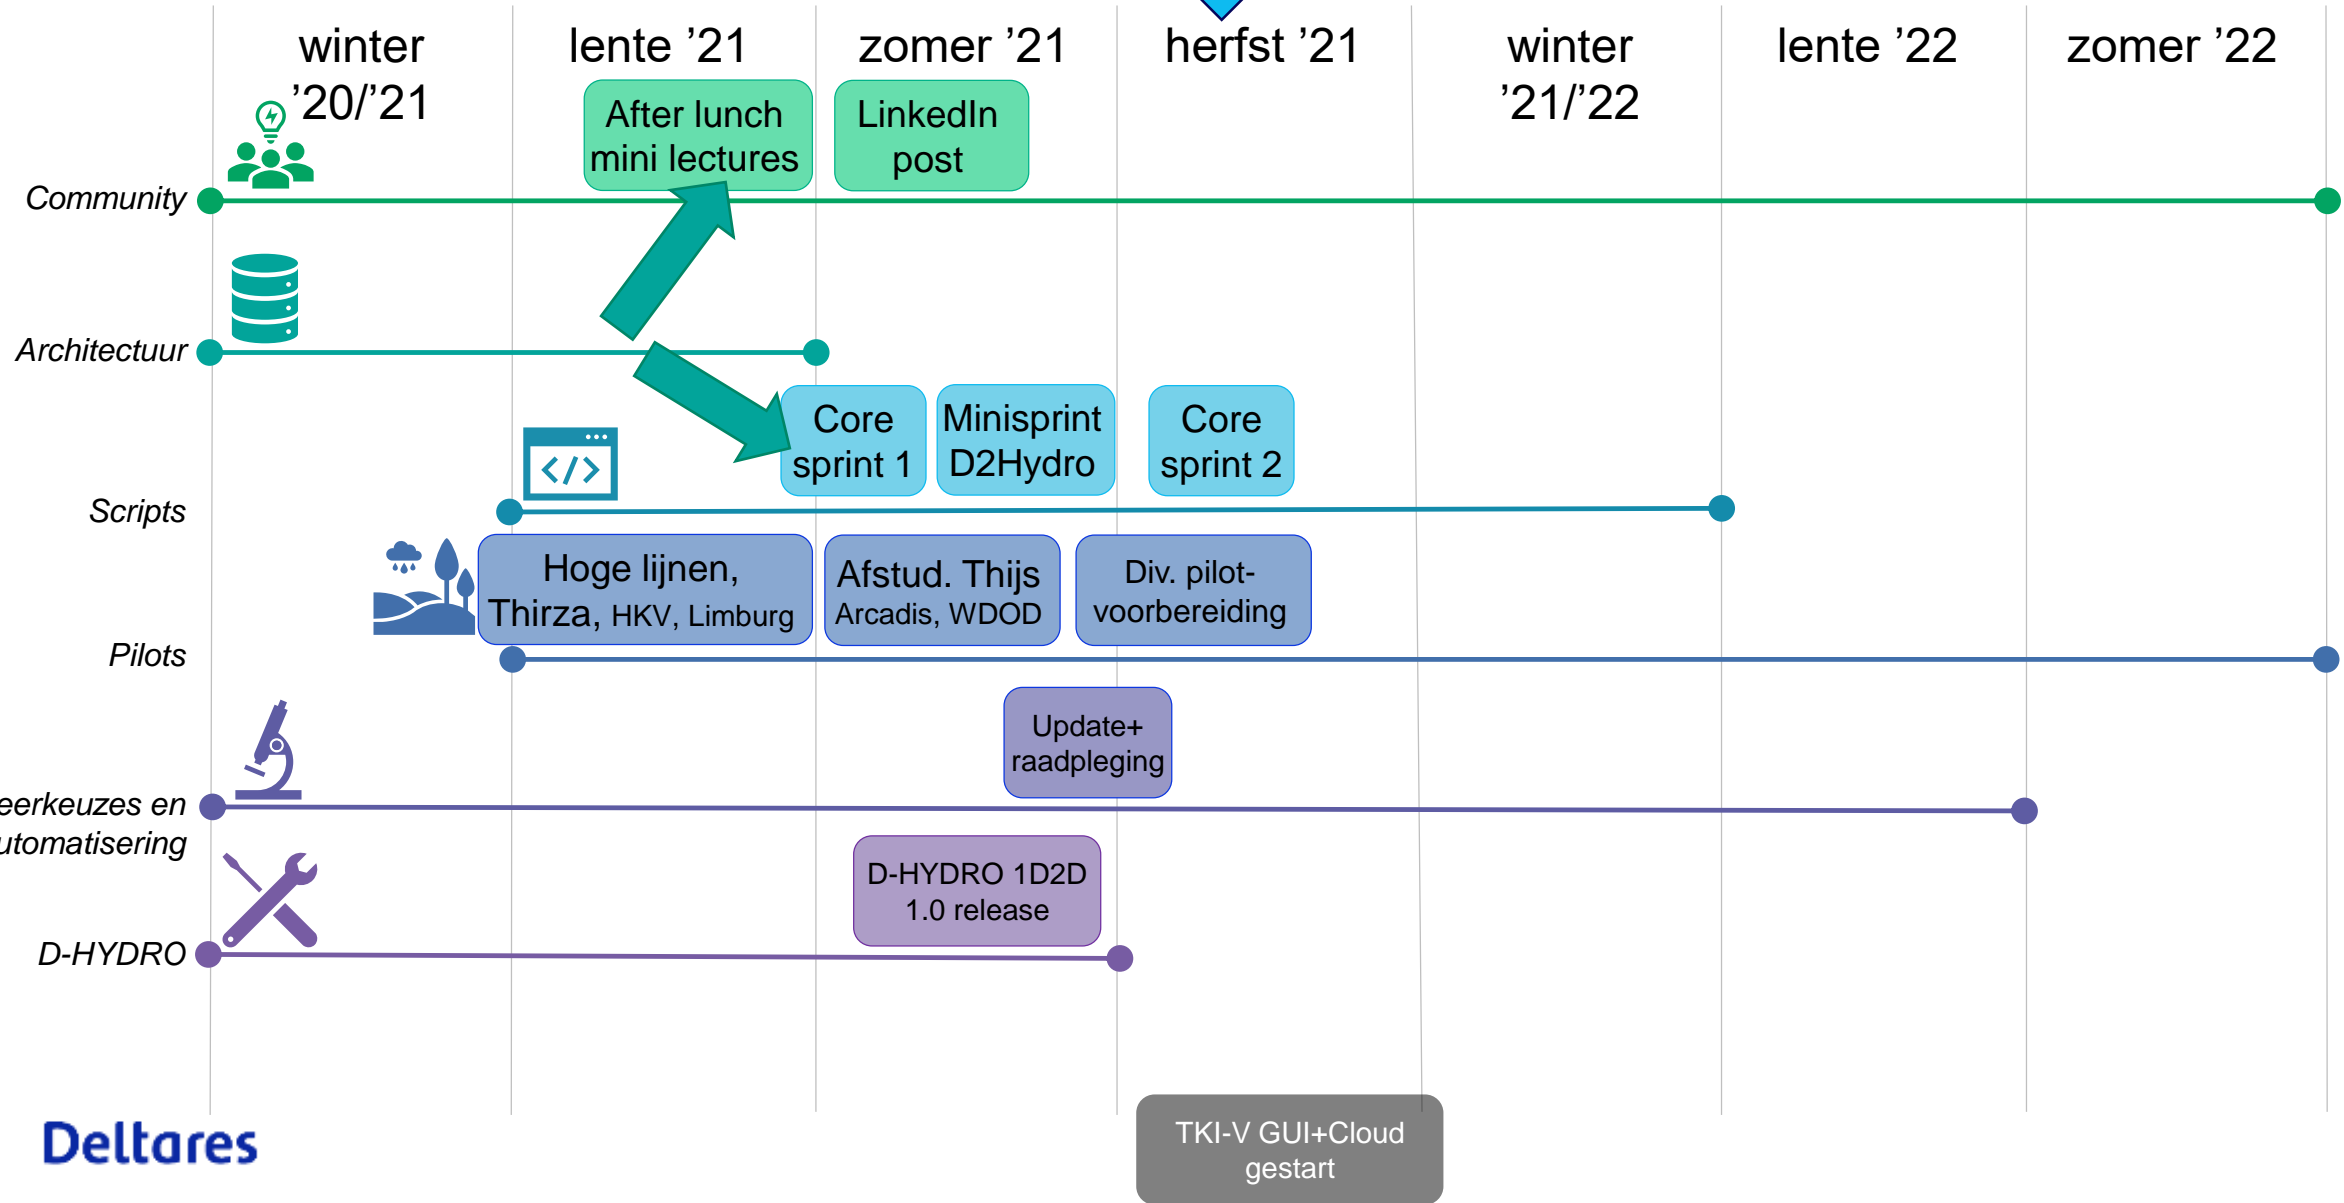 winter
’20/’21
lente ’21
zomer ’21
herfst ’21
winter
’21/’22
lente ’22
zomer ’22
After lunch
mini lectures
LinkedIn
post
Community
Architectuur
Core
sprint 1
Minisprint
D2Hydro
Core
sprint 2
Scripts
Hoge lijnen,
Thirza, HKV, Limburg
Afstud. Thijs
Arcadis, WDOD
Div. pilot-
voorbereiding
Pilots
Update+
raadpleging
eerkeuzes en
utomatisering
D-HYDRO 1D2D
1.0 release
D-HYDRO
TKI-V GUI+Cloud
gestart
Deltares